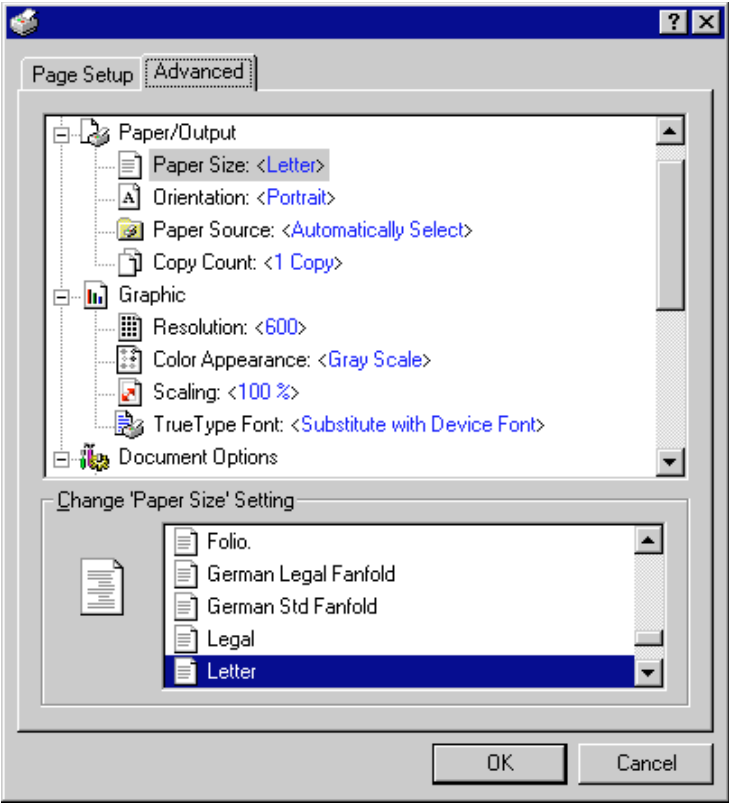 Page Setup
Advanced
Paper/Output
Paper Size: <Letter>
Orientation: <Portrait>
Paper Source: <Automatically Select>
Copy Count: <1 Copy>
Graphic
Resolution: <600>
Color Appearance: <Gray Scale>
Scaling: <100 %>
TrueType Font: <Substitute with Device Font>
Document Options
Change 'Paper Size' Setting
Folio.
German Legal Fanfold
German Std Fanfold
Legal
Letter
OK
Cancel